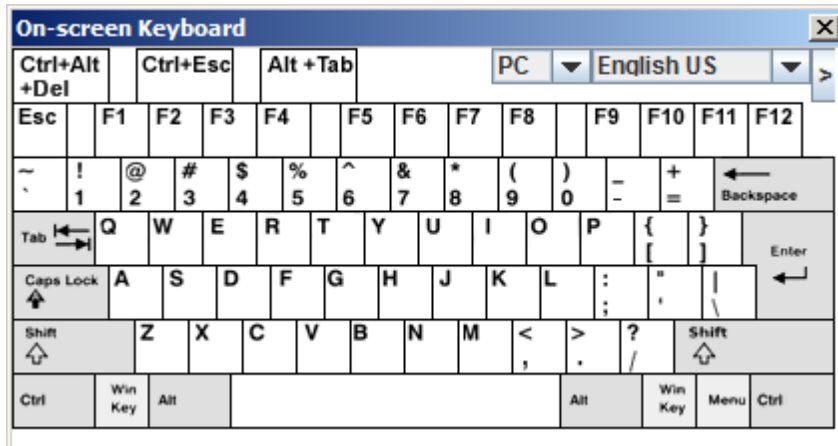 On-screen Keyboard
Ctrl+Alt +Del Ctrl+Esc Alt +Tab PC English US >
Esc F1 F2 F3 F4 F5 F6 F7 F8 F9 F10 F11 F12
~ ` ! 1 @ 2 # 3 $ 4 % 5 ^ 6 & 7 * 8 ( 9 ) 0 _ - + = Backspace
Tab Q W E R T Y U I O P { [ } ] Enter
Caps Lock A S D F G H J K L : ; " ' | \
Shift Z X C V B N M < , > . ? / Shift
Ctrl Win Key Alt Alt Win Key Menu Ctrl